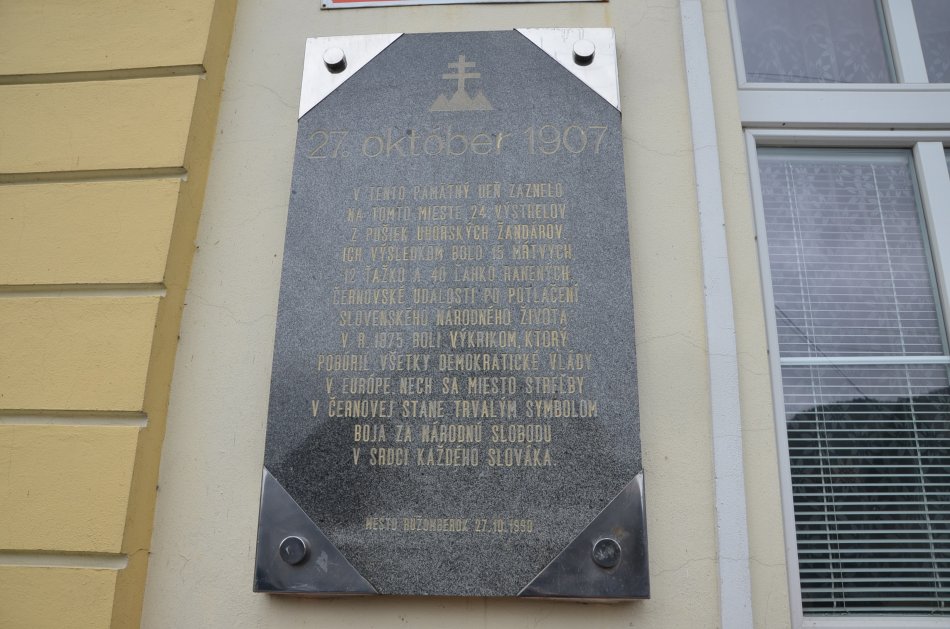 27. október 1907
V TENTO PAMÄTNÝ DEŇ ZAZNELO
NA TOMTO MIESTE 24 VÝSTRELOV
Z PUŠIEK UHORSKÝCH ŽANDÁROV.
ICH VÝSLEDKOM BOLO 15 MŔTVYCH,
12 ŤAŽKO A 40 ĽAHKO RANENÝCH.
ČERNOVSKÉ UDALOSTI PO POTLAČENÍ
SLOVENSKÉHO NÁRODNÉHO ŽIVOTA
V R. 1875 BOLI VÝKRIKOM, KTORÝ
POBÚRIL VŠETKY DEMOKRATICKÉ VLÁDY
V EURÓPE. NECH SA MIESTO STREĽBY
V ČERNOVEJ STANE TRVALÝM SYMBOLOM
BOJA ZA NÁRODNÚ SLOBODU
V SRDCI KAŽDÉHO SLOVÁKA.
MESTO RUŽOMBEROK 27.10.1990